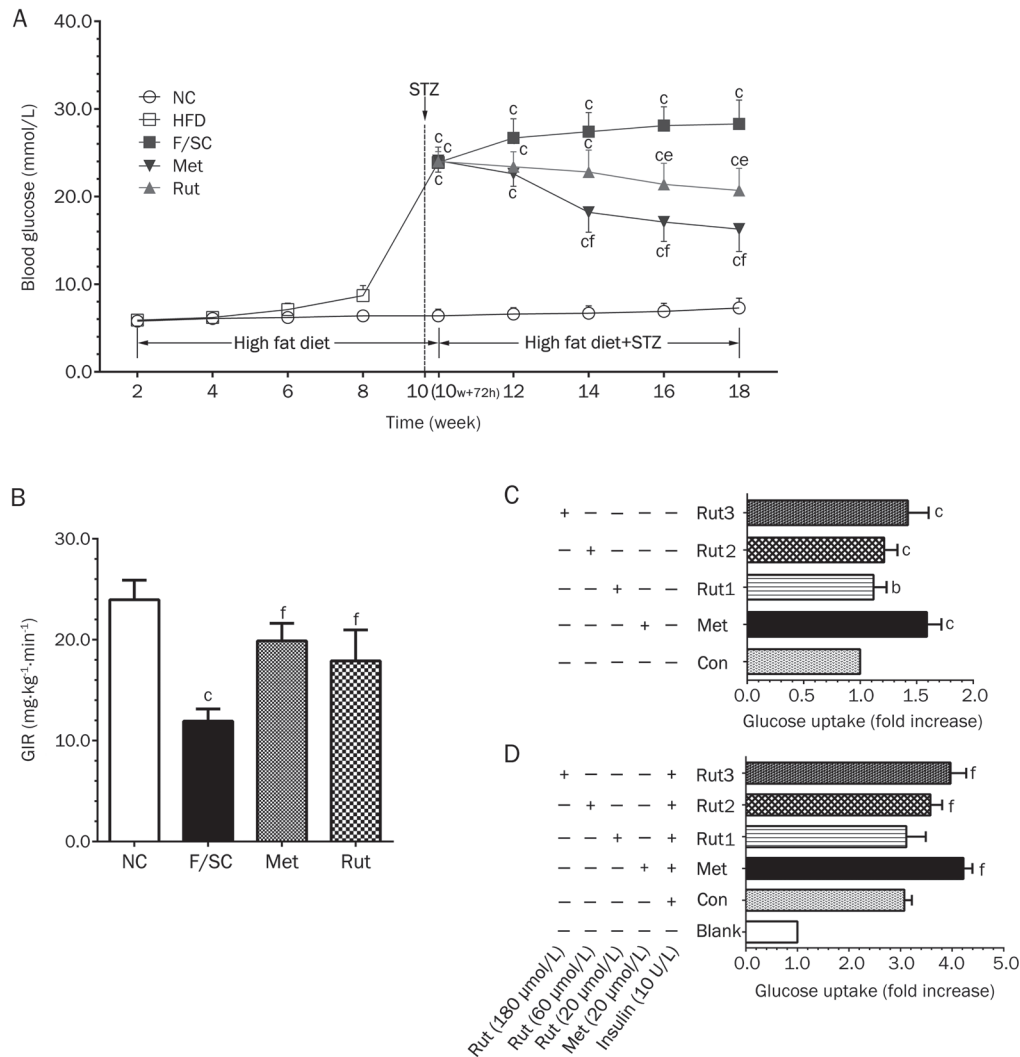 A
40.0
30.0
20.0
10.0
0.0
Blood glucose (mmol/L)
NC
HFD
F/SC
Met
Rut
STZ
c
c
c
c
c
c
c
c
c
c
c
ce
ce
cf
cf
cf
High fat diet
High fat diet+STZ
2 4 6 8 10 (10w+72h) 12 14 16 18
Time (week)
B
30.0
20.0
10.0
0.0
GIR (mg·kg⁻¹·min⁻¹)
c
f
f
NC F/SC Met Rut
C
+ − − − − Rut3 c
− + − − − Rut2 c
− − + − − Rut1 b
− − − + − Met c
− − − − − Con
0.0 0.5 1.0 1.5 2.0
Glucose uptake (fold increase)
D
+ − − − + Rut3 f
− + − − + Rut2 f
− − + − + Rut1
− − − + + Met f
− − − − + Con
− − − − − Blank
0.0 1.0 2.0 3.0 4.0 5.0
Glucose uptake (fold increase)
Rut (180 μmol/L)
Rut (60 μmol/L)
Rut (20 μmol/L)
Met (20 μmol/L)
Insulin (10 U/L)